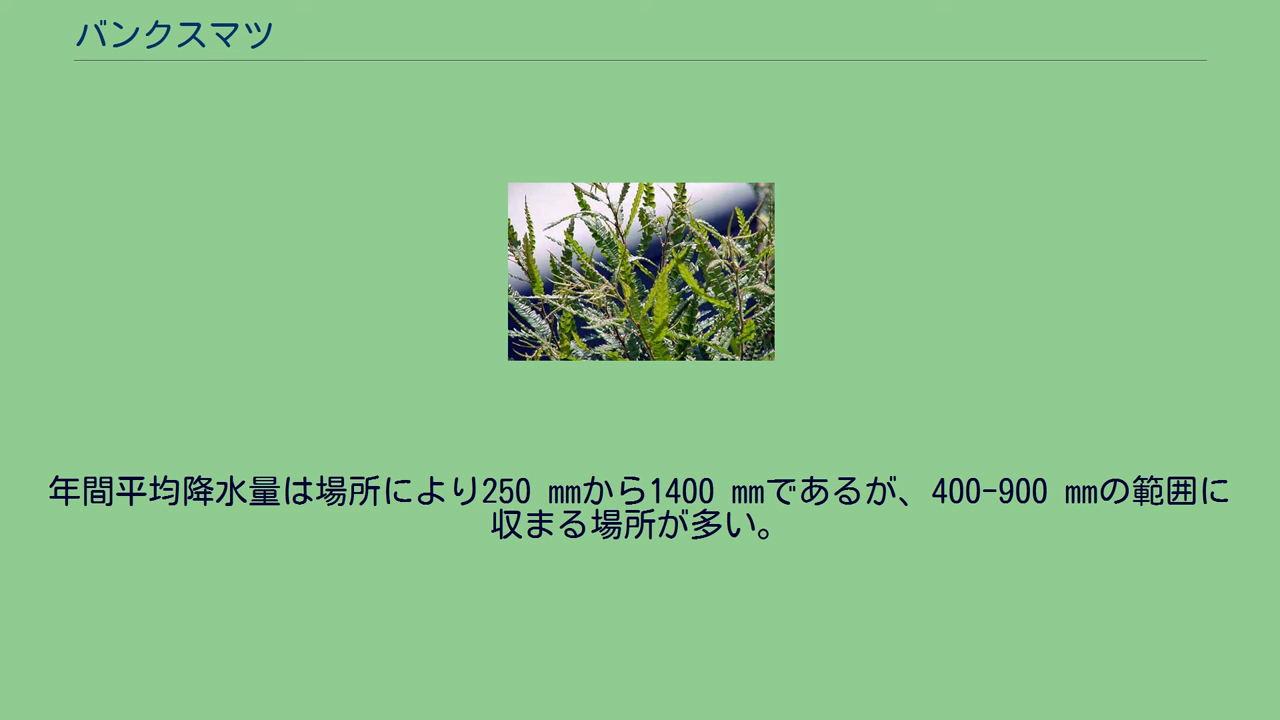 バンクスマツ
年間平均降水量は場所により250 mmから1400 mmであるが、400-900 mmの範囲に
収まる場所が多い。